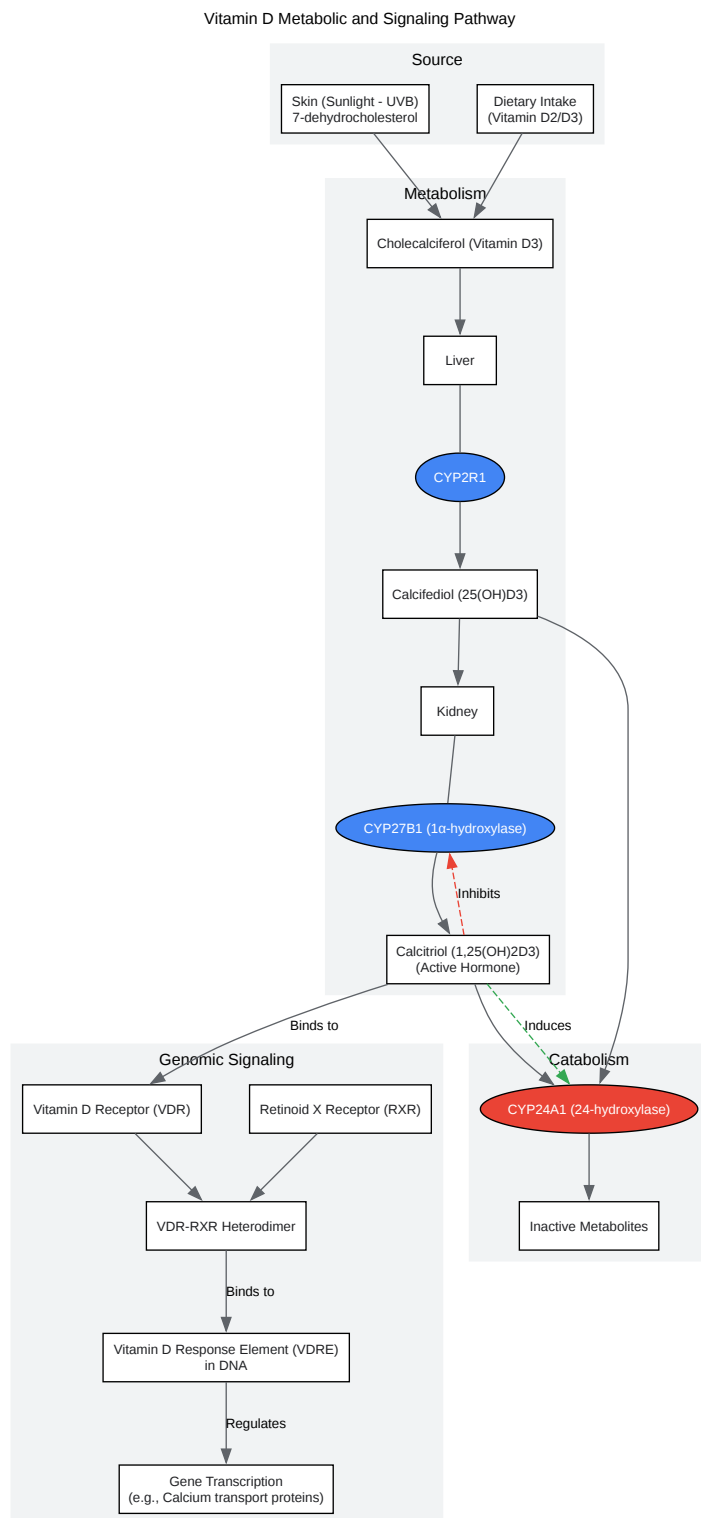 Vitamin D Metabolic and Signaling Pathway
Source
Skin (Sunlight - UVB)
7-dehydrocholesterol
Dietary Intake
(Vitamin D2/D3)
Metabolism
Cholecalciferol (Vitamin D3)
Liver
CYP2R1
Calcifediol (25(OH)D3)
Kidney
CYP27B1 (1α-hydroxylase)
Inhibits
Calcitriol (1,25(OH)2D3)
(Active Hormone)
Binds to
Induces
Genomic Signaling
Vitamin D Receptor (VDR)
Retinoid X Receptor (RXR)
VDR-RXR Heterodimer
Binds to
Vitamin D Response Element (VDRE)
in DNA
Regulates
Gene Transcription
(e.g., Calcium transport proteins)
Catabolism
CYP24A1 (24-hydroxylase)
Inactive Metabolites